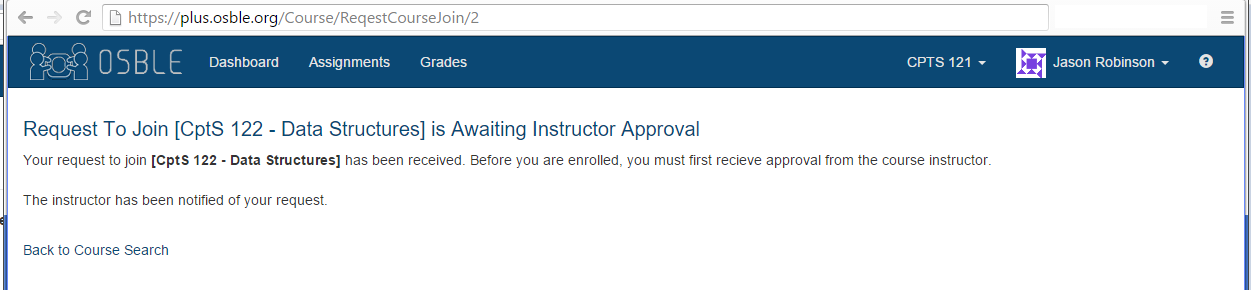 https://plus.osble.org/Course/ReqestCourseJoin/2
OSBLE Dashboard Assignments Grades CPTS 121 Jason Robinson ?
Request To Join [CptS 122 - Data Structures] is Awaiting Instructor Approval
Your request to join [CptS 122 - Data Structures] has been received. Before you are enrolled, you must first recieve approval from the course instructor.
The instructor has been notified of your request.
Back to Course Search